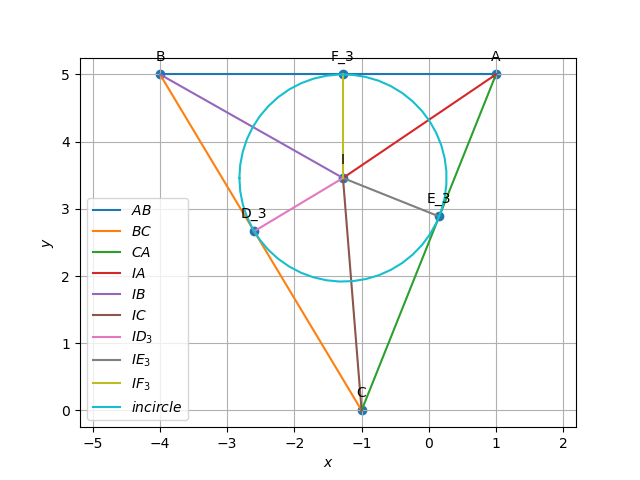 B F_3 A
I
E_3
D_3
C
AB
BC
CA
IA
IB
IC
ID₃
IE₃
IF₃
incircle
5
4
3
2
1
0
y
−5 −4 −3 −2 −1 0 1 2
x